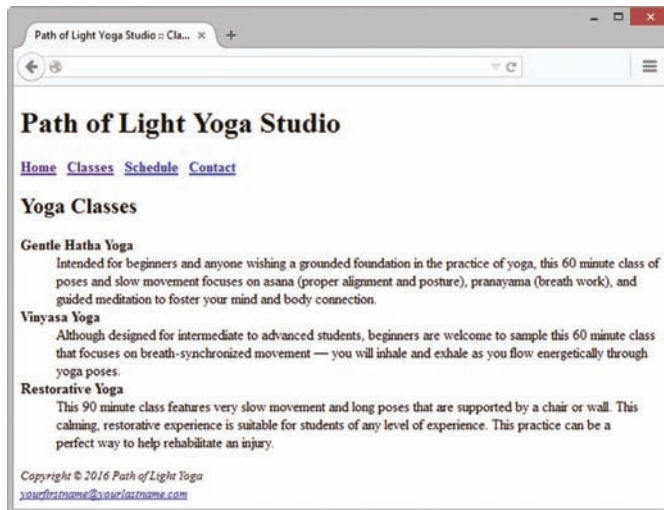 Path of Light Yoga Studio :: Cla...
Path of Light Yoga Studio
Home Classes Schedule Contact
Yoga Classes
Gentle Hatha Yoga
Intended for beginners and anyone wishing a grounded foundation in the practice of yoga, this 60 minute class of
poses and slow movement focuses on asana (proper alignment and posture), pranayama (breath work), and
guided meditation to foster your mind and body connection.
Vinyasa Yoga
Although designed for intermediate to advanced students, beginners are welcome to sample this 60 minute class
that focuses on breath-synchronized movement — you will inhale and exhale as you flow energetically through
yoga poses.
Restorative Yoga
This 90 minute class features very slow movement and long poses that are supported by a chair or wall. This
calming, restorative experience is suitable for students of any level of experience. This practice can be a
perfect way to help rehabilitate an injury.
Copyright © 2016 Path of Light Yoga
yourfirstname@yourlastname.com